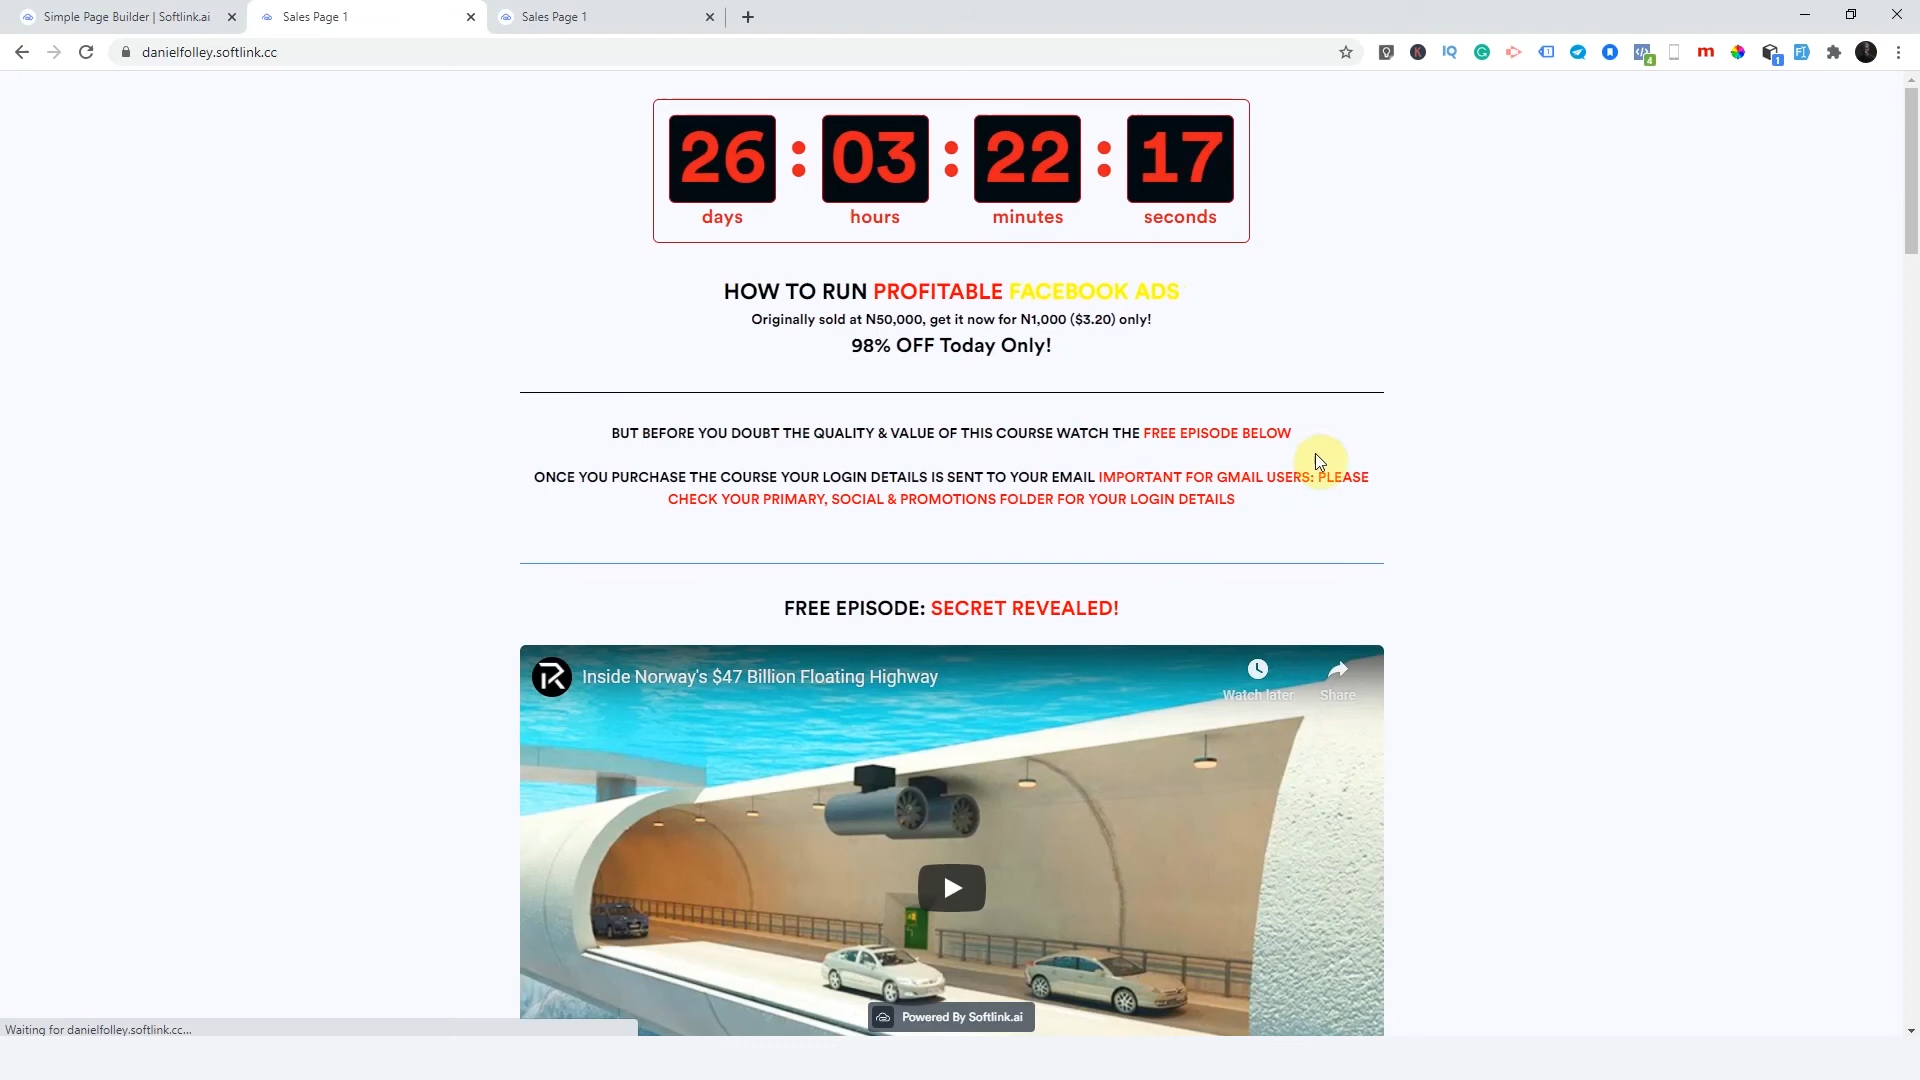 Simple Page Builder | Softlink.ai
Sales Page 1
Sales Page 1
danielfolley.softlink.cc
4
1
26 : 03 : 22 : 17
days hours minutes seconds
HOW TO RUN PROFITABLE FACEBOOK ADS
Originally sold at N50,000, get it now for N1,000 ($3.20) only!
98% OFF Today Only!
BUT BEFORE YOU DOUBT THE QUALITY & VALUE OF THIS COURSE WATCH THE FREE EPISODE BELOW
ONCE YOU PURCHASE THE COURSE YOUR LOGIN DETAILS IS SENT TO YOUR EMAIL IMPORTANT FOR GMAIL USERS: PLEASE
CHECK YOUR PRIMARY, SOCIAL & PROMOTIONS FOLDER FOR YOUR LOGIN DETAILS
FREE EPISODE: SECRET REVEALED!
Inside Norway's $47 Billion Floating Highway
Watch later
Share
Powered By Softlink.ai
Waiting for danielfolley.softlink.cc...